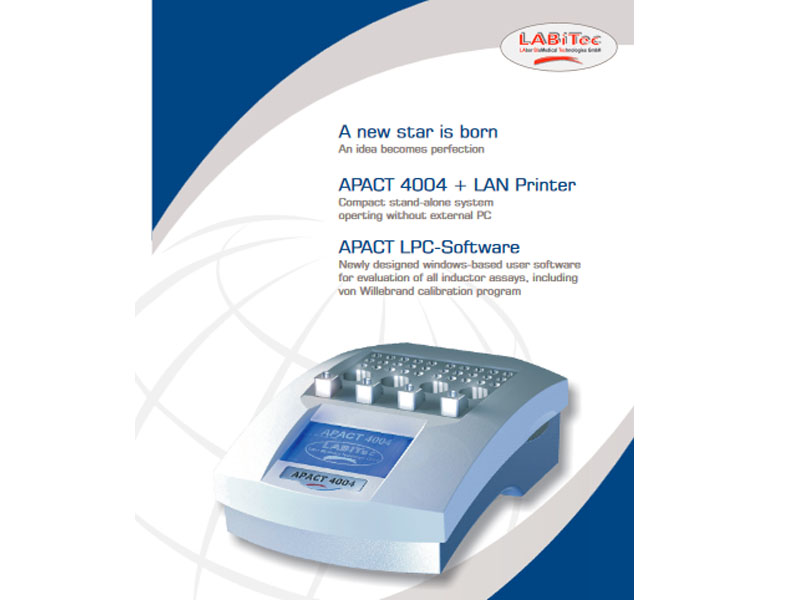 LABiTec
LAbor BioMedical Technologies GmbH
A new star is born
An idea becomes perfection
APACT 4004 + LAN Printer
Compact stand-alone system
operting without external PC
APACT LPC-Software
Newly designed windows-based user software
for evaluation of all inductor assays, including
von Willebrand calibration program
APACT 4004
LABiTec
APACT 4004